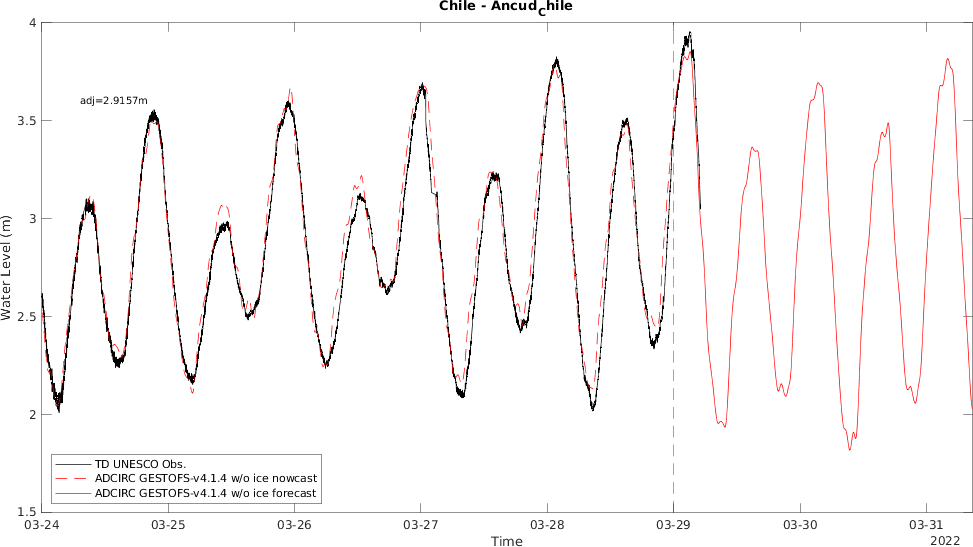 Chile - Ancud_Chile
4
adj=2.9157m
3.5
3
2.5
2
1.5
Water Level (m)
TD UNESCO Obs.
ADCIRC GESTOFS-v4.1.4 w/o ice nowcast
ADCIRC GESTOFS-v4.1.4 w/o ice forecast
03-24 03-25 03-26 03-27 03-28 03-29 03-30 03-31
Time 2022